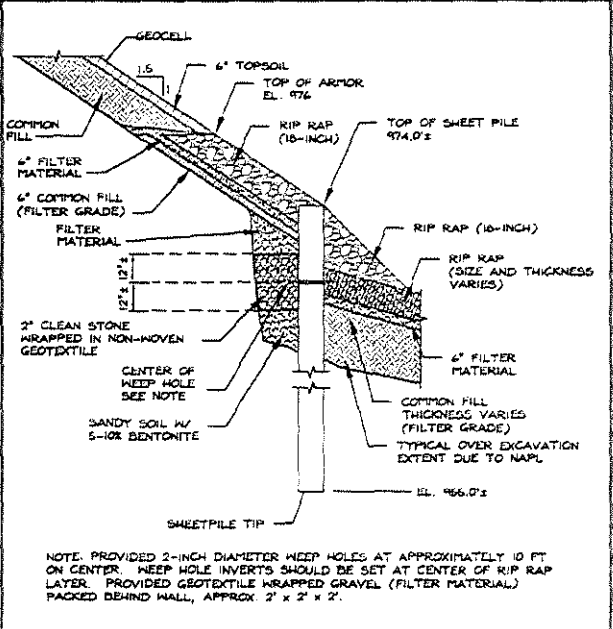 GEOCELL
1.5
1
6" TOPSOIL
TOP OF ARMOR
EL. 976
COMMON
FILL
RIP RAP
(18-INCH)
TOP OF SHEET PILE
974.0'±
6" FILTER
MATERIAL
6" COMMON FILL
(FILTER GRADE)
FILTER
MATERIAL
RIP RAP (18-INCH)
RIP RAP
(SIZE AND THICKNESS
VARIES)
12"±
12"±
2" CLEAN STONE
WRAPPED IN NON-WOVEN
GEOTEXTILE
6" FILTER
MATERIAL
CENTER OF
WEEP HOLE
SEE NOTE
COMMON FILL
THICKNESS VARIES
(FILTER GRADE)
SANDY SOIL W/
5-10% BENTONITE
TYPICAL OVER EXCAVATION
EXTENT DUE TO NAPL
EL. 956.0'±
SHEETPILE TIP
NOTE: PROVIDED 2-INCH DIAMETER WEEP HOLES AT APPROXIMATELY 10 FT
ON CENTER. WEEP HOLE INVERTS SHOULD BE SET AT CENTER OF RIP RAP
LAYER. PROVIDED GEOTEXTILE WRAPPED GRAVEL (FILTER MATERIAL)
PACKED BEHIND WALL, APPROX. 2' x 2' x 2'.